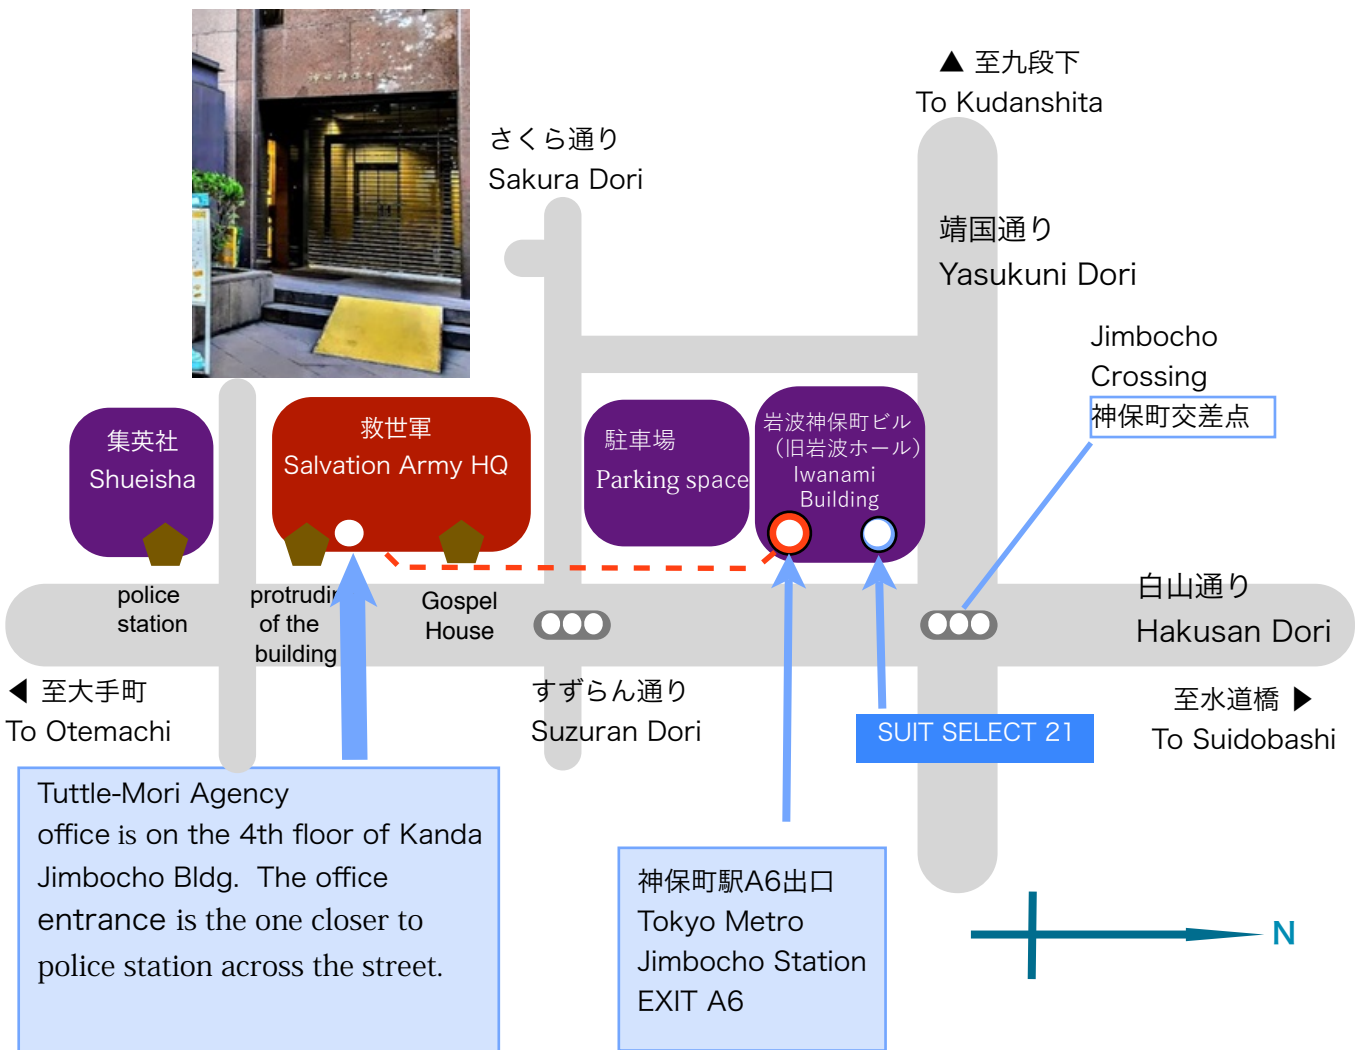 ▲ 至九段下
To Kudanshita
さくら通り
Sakura Dori
靖国通り
Yasukuni Dori
Jimbocho
Crossing
神保町交差点
集英社
Shueisha
救世軍
Salvation Army HQ
駐車場
Parking space
岩波神保町ビル
（旧岩波ホール）
Iwanami
Building
police
station
protrudin
of the
building
Gospel
House
白山通り
Hakusan Dori
◀ 至大手町
To Otemachi
すずらん通り
Suzuran Dori
至水道橋 ▶
To Suidobashi
SUIT SELECT 21
Tuttle-Mori Agency
office is on the 4th floor of Kanda
Jimbocho Bldg. The office
entrance is the one closer to
police station across the street.
神保町駅A6出口
Tokyo Metro
Jimbocho Station
EXIT A6
N